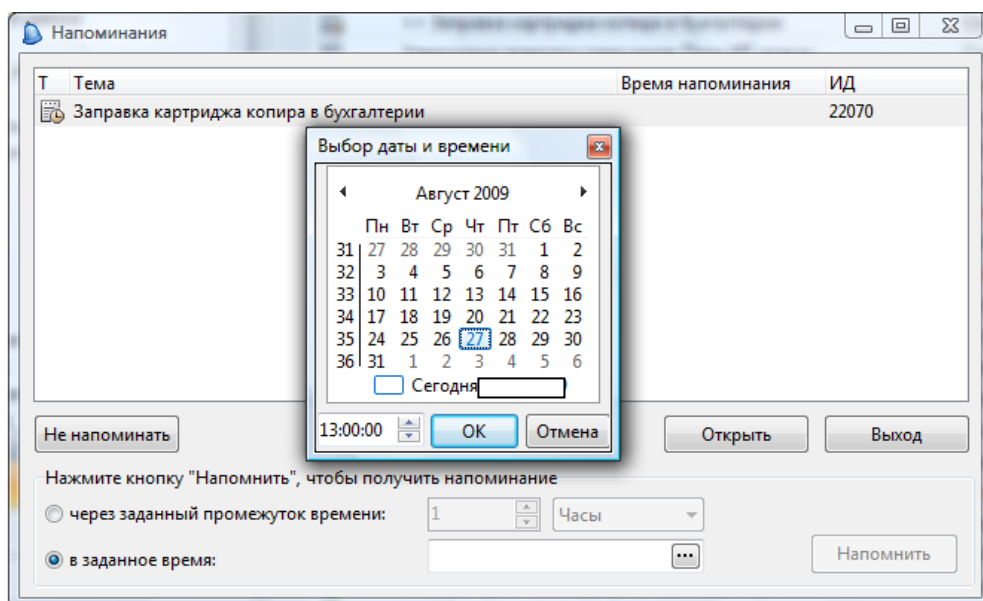 Напоминания
Т Тема Время напоминания ИД
Заправка картриджа копира в бухгалтерии 22070
Выбор даты и времени
Август 2009
Пн Вт Ср Чт Пт Сб Вс
31 27 28 29 30 31 1 2
32 3 4 5 6 7 8 9
33 10 11 12 13 14 15 16
34 17 18 19 20 21 22 23
35 24 25 26 27 28 29 30
36 31 1 2 3 4 5 6
Сегодня
13:00:00 ОК Отмена
Не напоминать Открыть Выход
Нажмите кнопку "Напомнить", чтобы получить напоминание
через заданный промежуток времени: 1 Часы
в заданное время: ... Напомнить